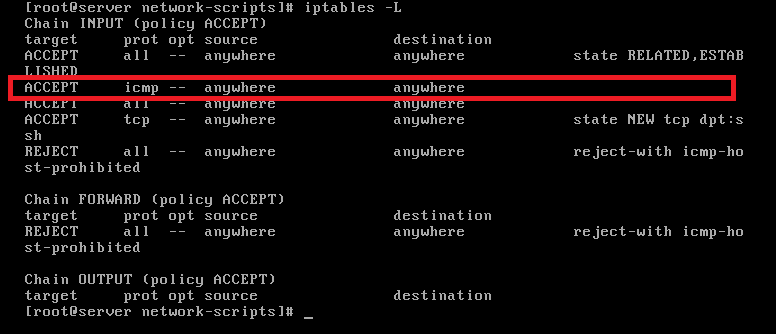 [root@server network-scripts]# iptables -L
Chain INPUT (policy ACCEPT)
target     prot opt source               destination
ACCEPT     all  --  anywhere             anywhere            state RELATED,ESTAB
LISHED
ACCEPT     icmp --  anywhere             anywhere
ACCEPT     all  --  anywhere             anywhere
ACCEPT     tcp  --  anywhere             anywhere            state NEW tcp dpt:s
sh
REJECT     all  --  anywhere             anywhere            reject-with icmp-ho
st-prohibited
Chain FORWARD (policy ACCEPT)
target     prot opt source               destination
REJECT     all  --  anywhere             anywhere            reject-with icmp-ho
st-prohibited
Chain OUTPUT (policy ACCEPT)
target     prot opt source               destination
[root@server network-scripts]# _